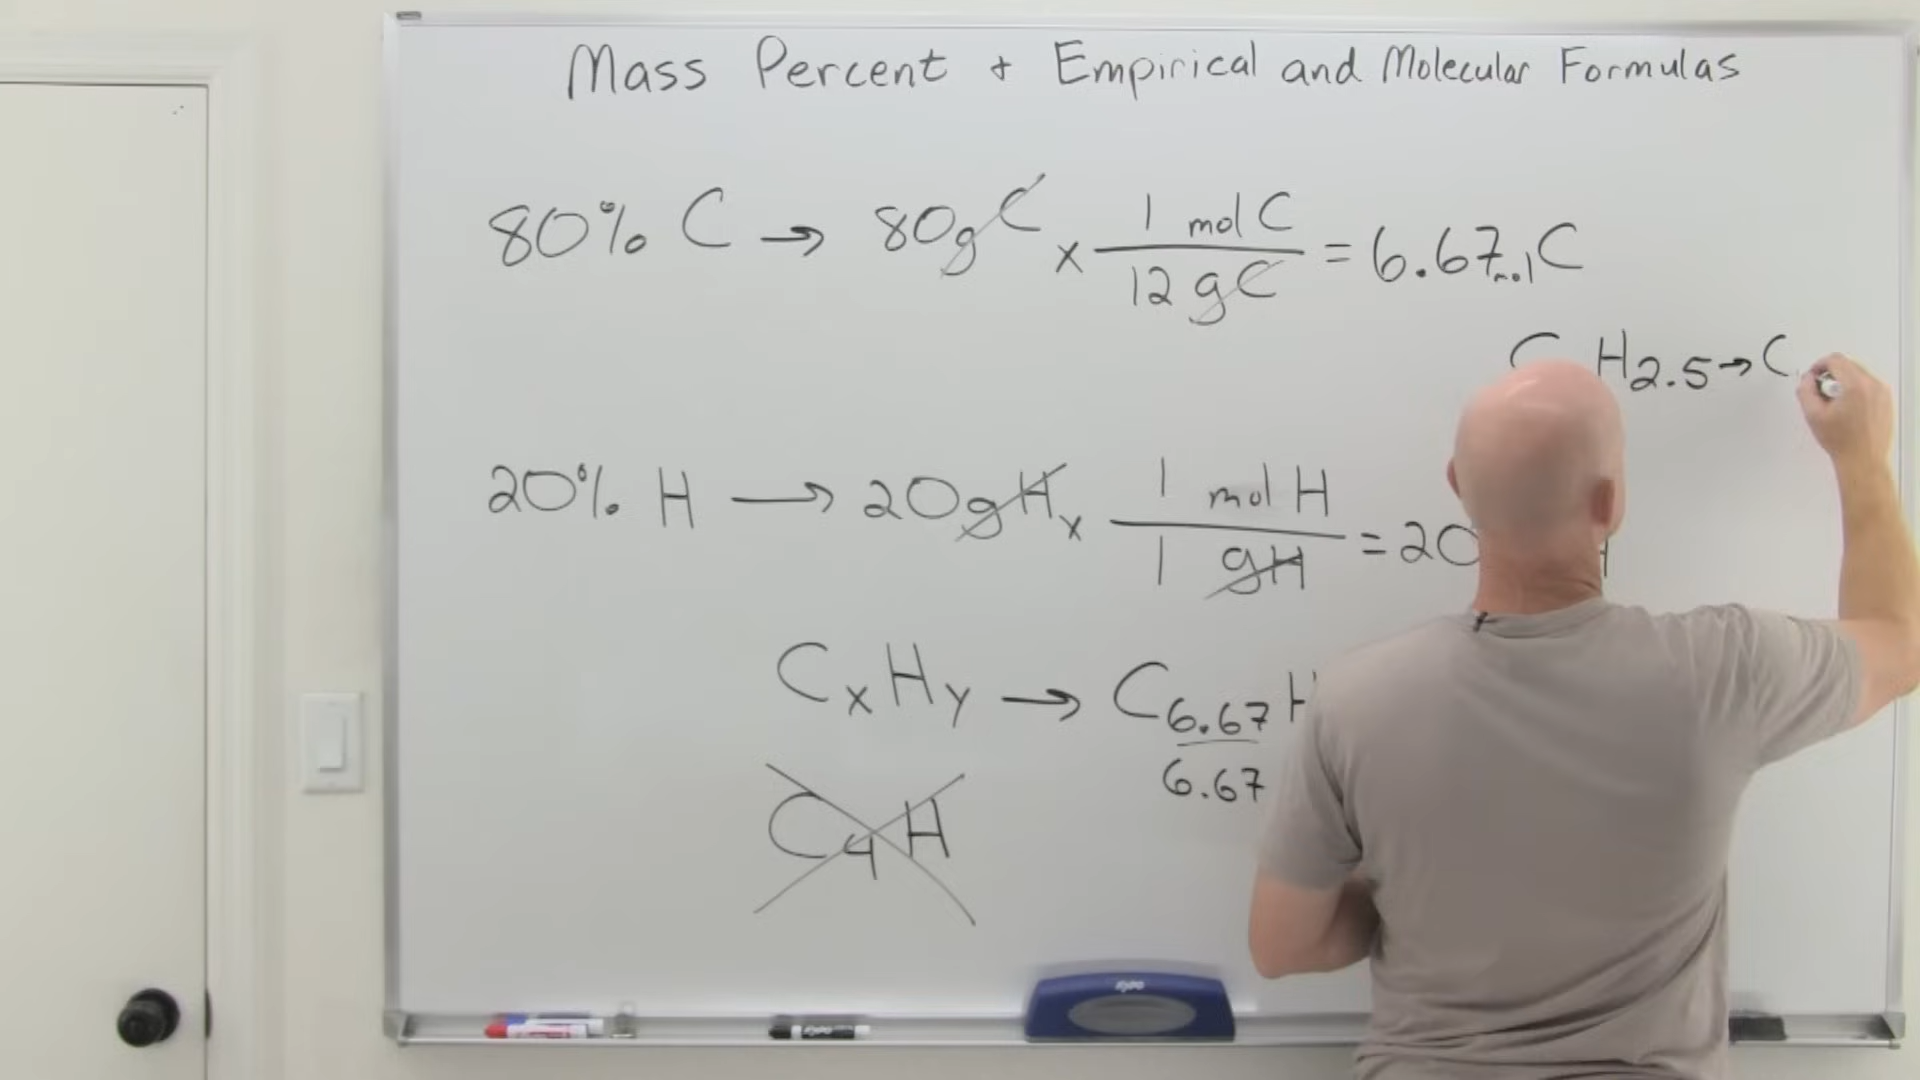 Mass Percent + Empirical and Molecular Formulas
80% C → 80g C x 1 mol C / 12 g C = 6.67 mol C
C H2.5 → C
20% H → 20g H x 1 mol H / 1 g H = 20
CxHy → C6.67 H
6.67
C4H
expo